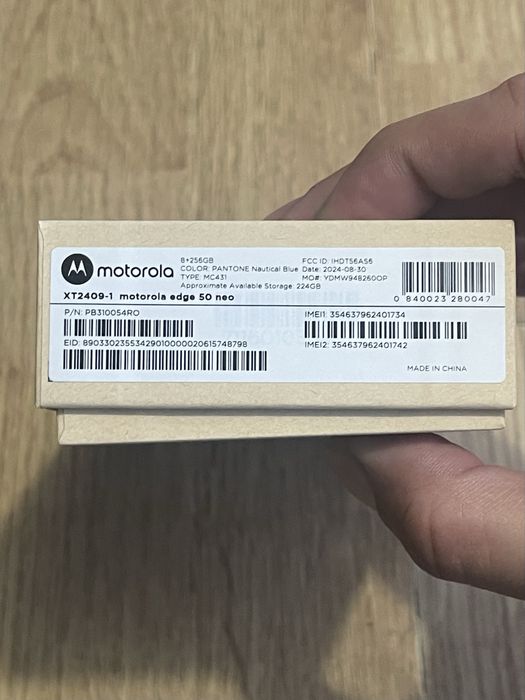 motorola
8+256GB
COLOR: PANTONE Nautical Blue
TYPE: MC431
Approximate Available Storage: 224GB
FCC ID: IHDT56AS6
Date: 2024-08-30
MO#: YDMW948260OP
0 840023 280047
XT2409-1 motorola edge 50 neo
P/N: PB310054RO
EID: 89033023553429010000020615748798
IMEI1: 354637962401734
IMEI2: 354637962401742
MADE IN CHINA